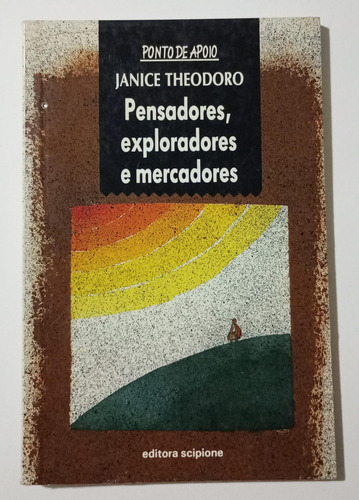 PONTO DE APOIO
JANICE THEODORO
Pensadores,
exploradores
e mercadores
editora scipione